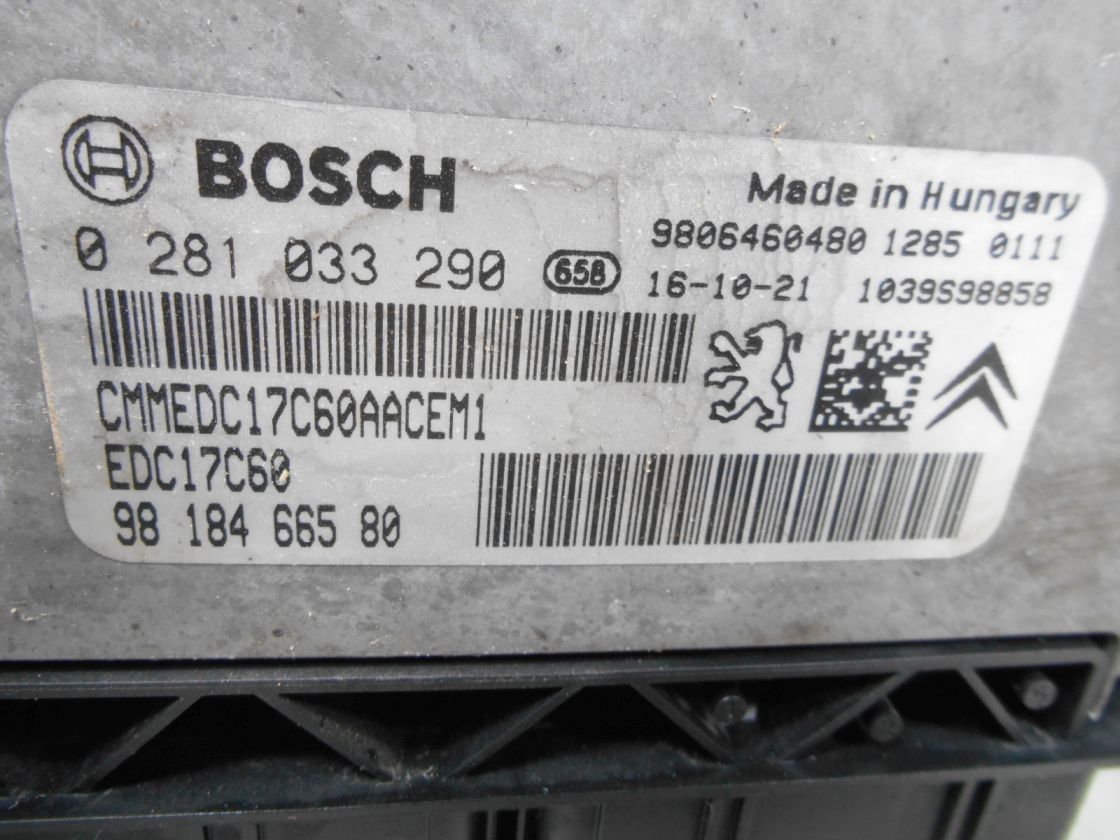 BOSCH
Made in Hungary
0 281 033 290 658
9806460480 1285 0111
16-10-21 1039S98858
CMMEDC17C60AACEM1
EDC17C60
98 184 665 80